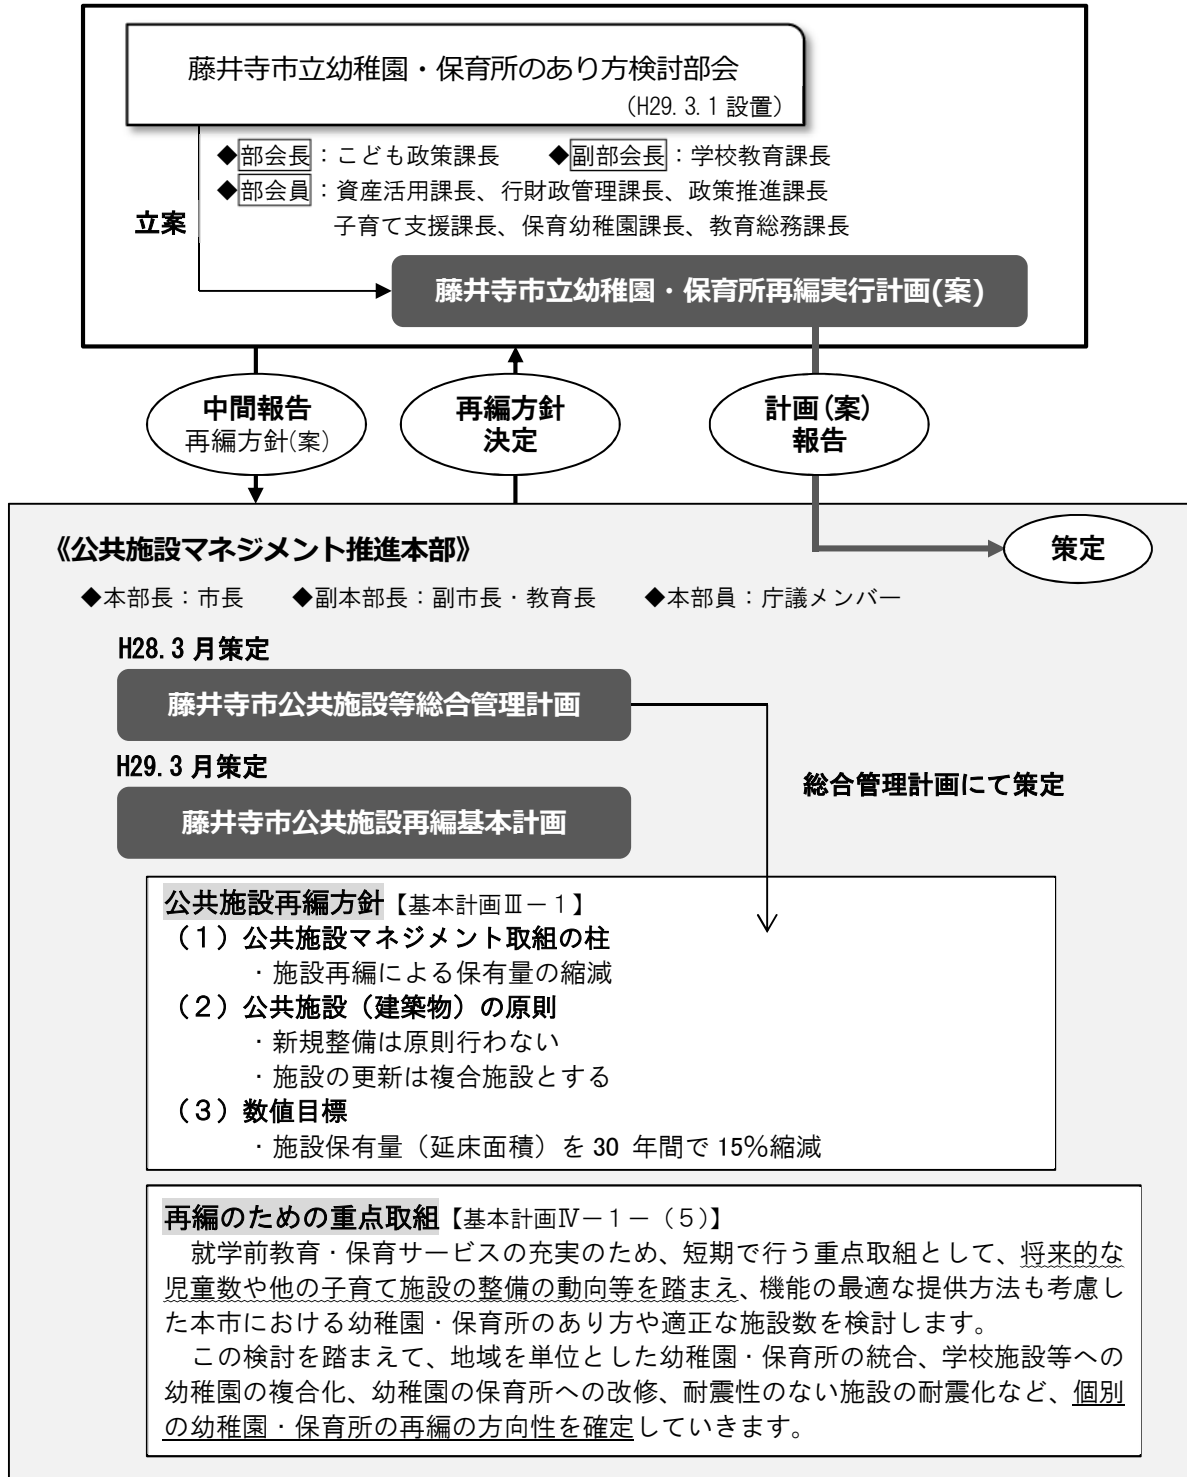 藤井寺市立幼稚園・保育所のあり方検討部会
（H29.3.1設置）
◆部会長：こども政策課長　◆副部会長：学校教育課長
◆部会員：資産活用課長、行財政管理課長、政策推進課長
子育て支援課長、保育幼稚園課長、教育総務課長
立案
藤井寺市立幼稚園・保育所再編実行計画(案)
中間報告
再編方針(案)
再編方針
決定
計画(案)
報告
《公共施設マネジメント推進本部》
策定
◆本部長：市長　◆副本部長：副市長・教育長　◆本部員：庁議メンバー
H28.3月策定
藤井寺市公共施設等総合管理計画
H29.3月策定
総合管理計画にて策定
藤井寺市公共施設再編基本計画
公共施設再編方針【基本計画Ⅲ－1】
（1）公共施設マネジメント取組の柱
・施設再編による保有量の縮減
（2）公共施設（建築物）の原則
・新規整備は原則行わない
・施設の更新は複合施設とする
（3）数値目標
・施設保有量（延床面積）を30 年間で15％縮減
再編のための重点取組【基本計画Ⅳ－1－（5）】
就学前教育・保育サービスの充実のため、短期で行う重点取組として、将来的な
児童数や他の子育て施設の整備の動向等を踏まえ、機能の最適な提供方法も考慮し
た本市における幼稚園・保育所のあり方や適正な施設数を検討します。
この検討を踏まえて、地域を単位とした幼稚園・保育所の統合、学校施設等への
幼稚園の複合化、幼稚園の保育所への改修、耐震性のない施設の耐震化など、個別
の幼稚園・保育所の再編の方向性を確定していきます。